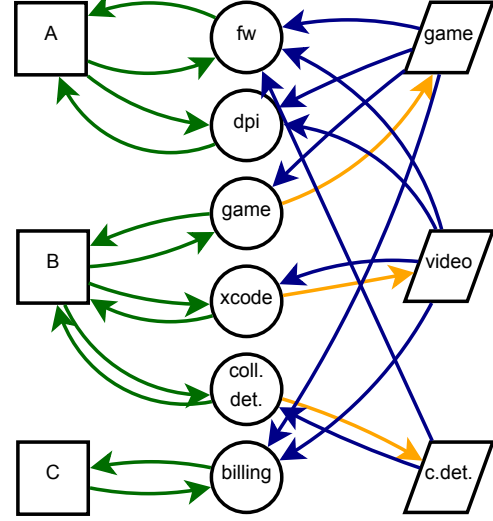 A
fw
game
dpi
game
B
video
xcode
coll.
det.
C
billing
c.det.